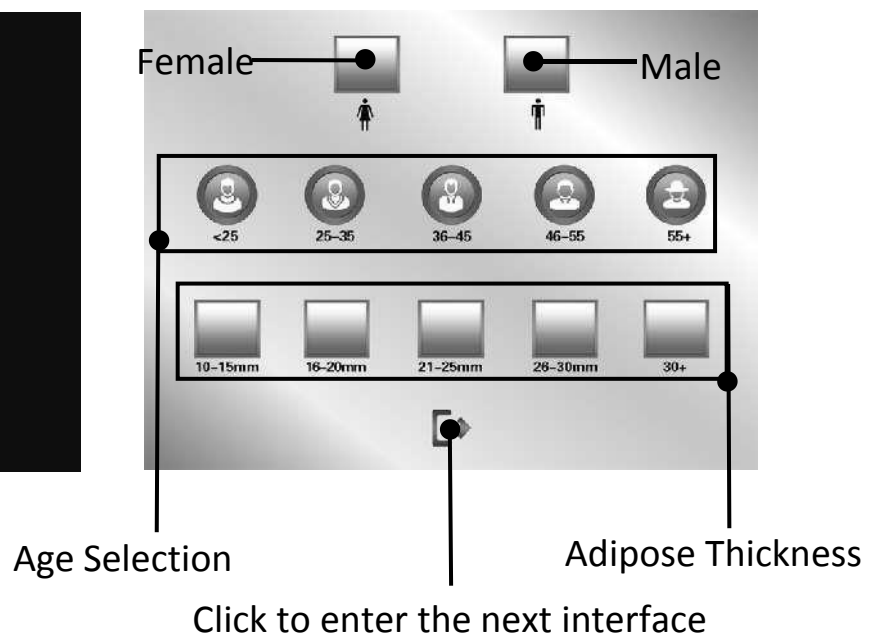 Female
Male
<25
25–35
36–45
46–55
55+
10–15mm
16–20mm
21–25mm
26–30mm
30+
Age Selection
Adipose Thickness
Click to enter the next interface